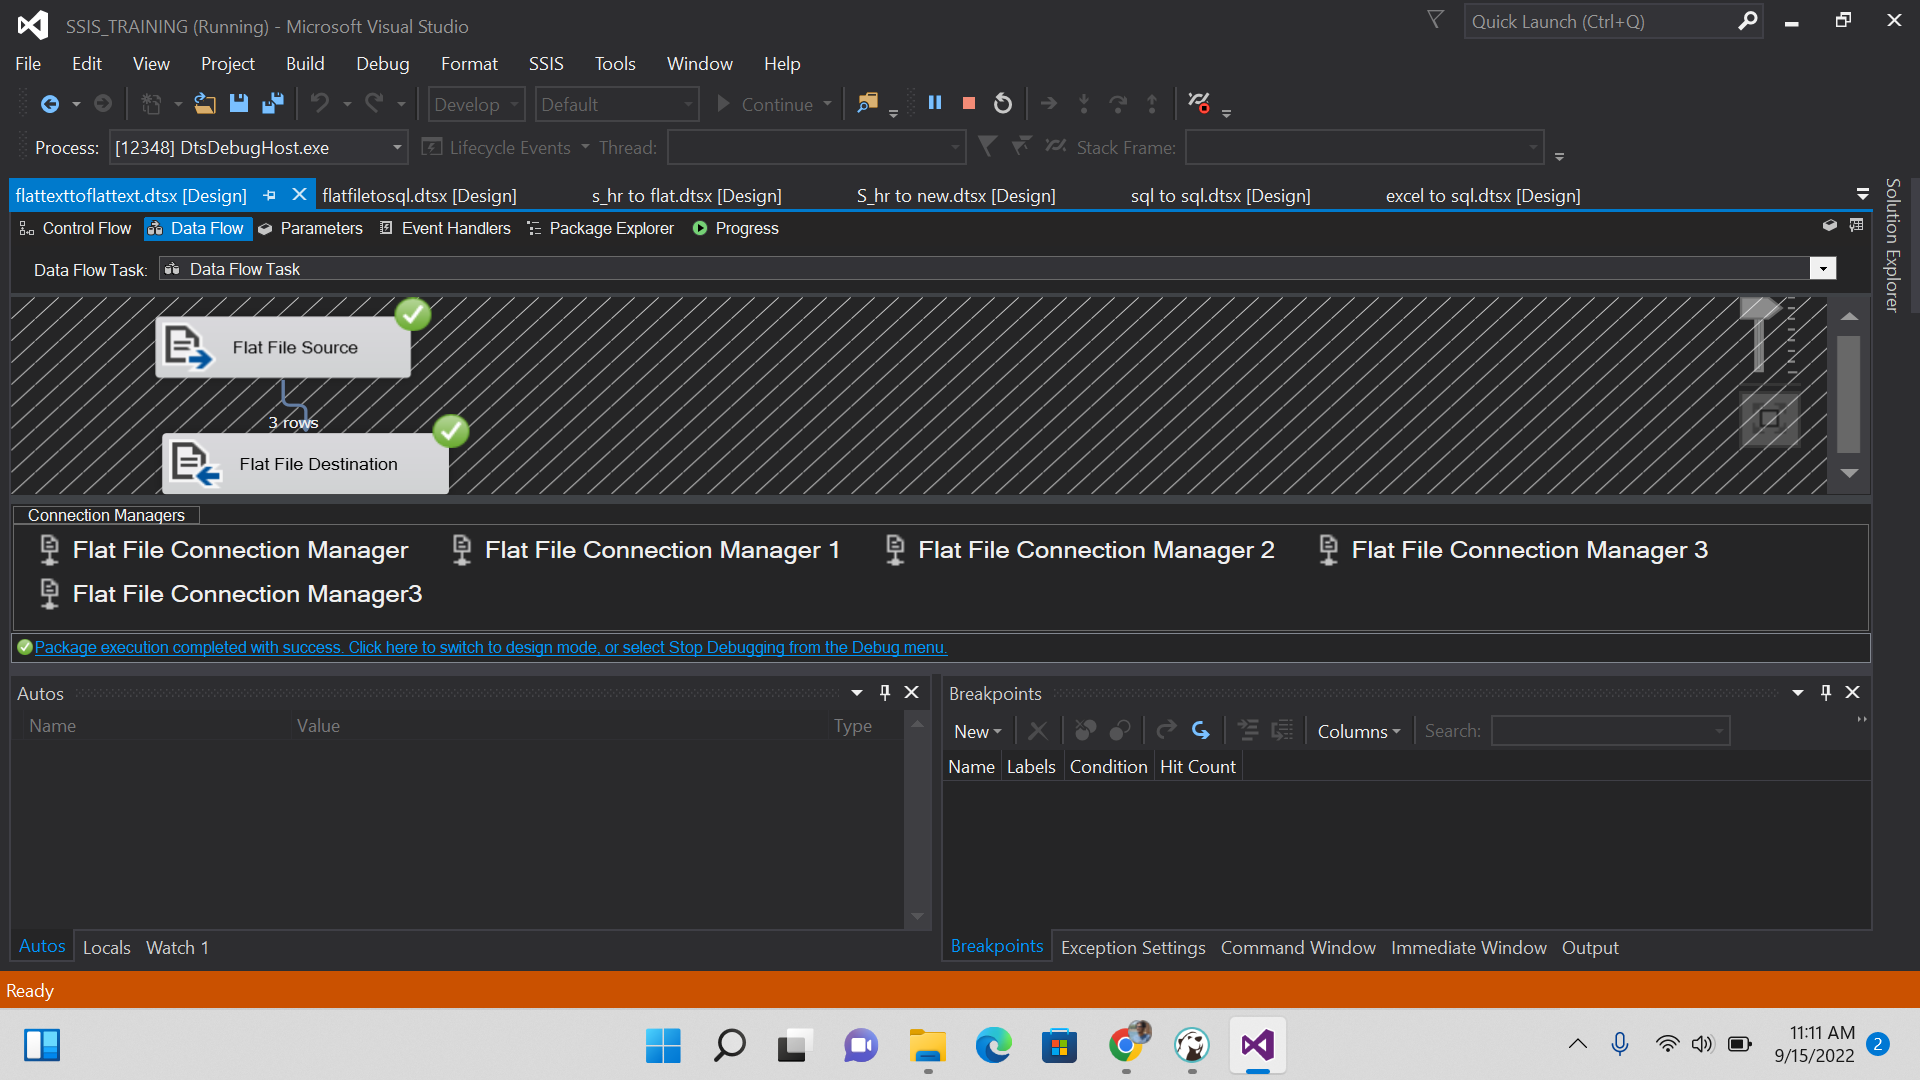 SSIS_TRAINING (Running) - Microsoft Visual Studio
Quick Launch (Ctrl+Q)
File Edit View Project Build Debug Format SSIS Tools Window Help
Develop Default Continue
Process: [12348] DtsDebugHost.exe Lifecycle Events Thread: Stack Frame:
flattexttoflattext.dtsx [Design] flatfiletosql.dtsx [Design] s_hr to flat.dtsx [Design] S_hr to new.dtsx [Design] sql to sql.dtsx [Design] excel to sql.dtsx [Design]
Solution Explorer
Control Flow Data Flow Parameters Event Handlers Package Explorer Progress
Data Flow Task: Data Flow Task
Flat File Source
3 rows
Flat File Destination
Connection Managers
Flat File Connection Manager Flat File Connection Manager 1 Flat File Connection Manager 2 Flat File Connection Manager 3
Flat File Connection Manager3
Package execution completed with success. Click here to switch to design mode, or select Stop Debugging from the Debug menu.
Autos
Name Value Type
Autos Locals Watch 1
Breakpoints
New Columns Search:
Name Labels Condition Hit Count
Breakpoints Exception Settings Command Window Immediate Window Output
Ready
11:11 AM
9/15/2022
2